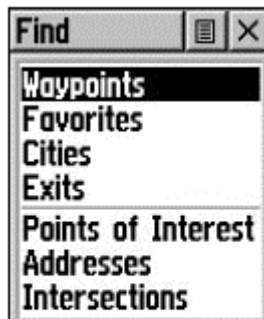 Find
Waypoints
Favorites
Cities
Exits
Points of Interest
Addresses
Intersections